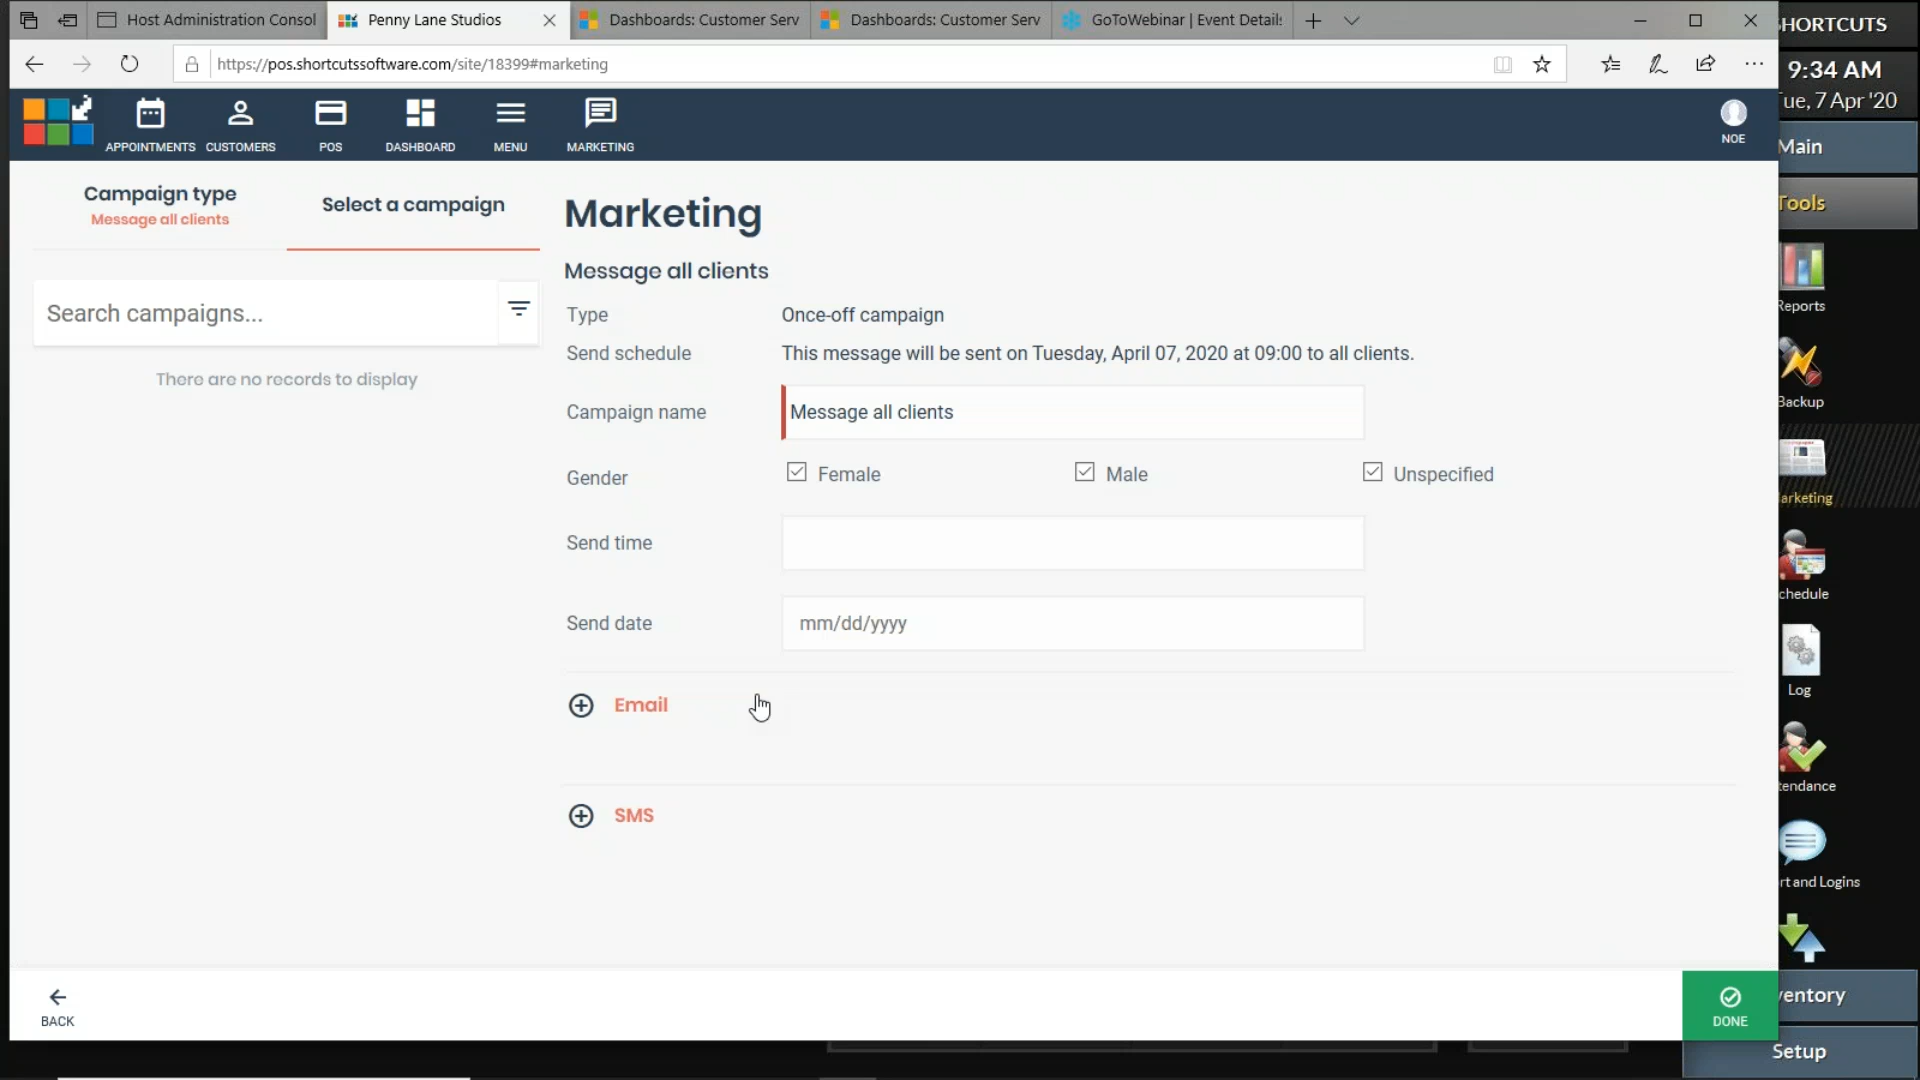 Host Administration Consol
Penny Lane Studios
Dashboards: Customer Serv
Dashboards: Customer Serv
GoToWebinar | Event Details
https://pos.shortcutssoftware.com/site/18399#marketing
APPOINTMENTS
CUSTOMERS
POS
DASHBOARD
MENU
MARKETING
NOE
Campaign type
Message all clients
Select a campaign
Search campaigns...
There are no records to display
Marketing
Message all clients
Type
Once-off campaign
Send schedule
This message will be sent on Tuesday, April 07, 2020 at 09:00 to all clients.
Campaign name
Message all clients
Gender
Female
Male
Unspecified
Send time
Send date
mm/dd/yyyy
Email
SMS
BACK
DONE
HORTCUTS
9:34 AM
ue, 7 Apr '20
Main
Tools
Reports
Backup
arketing
chedule
Log
tendance
rt and Logins
ventory
Setup